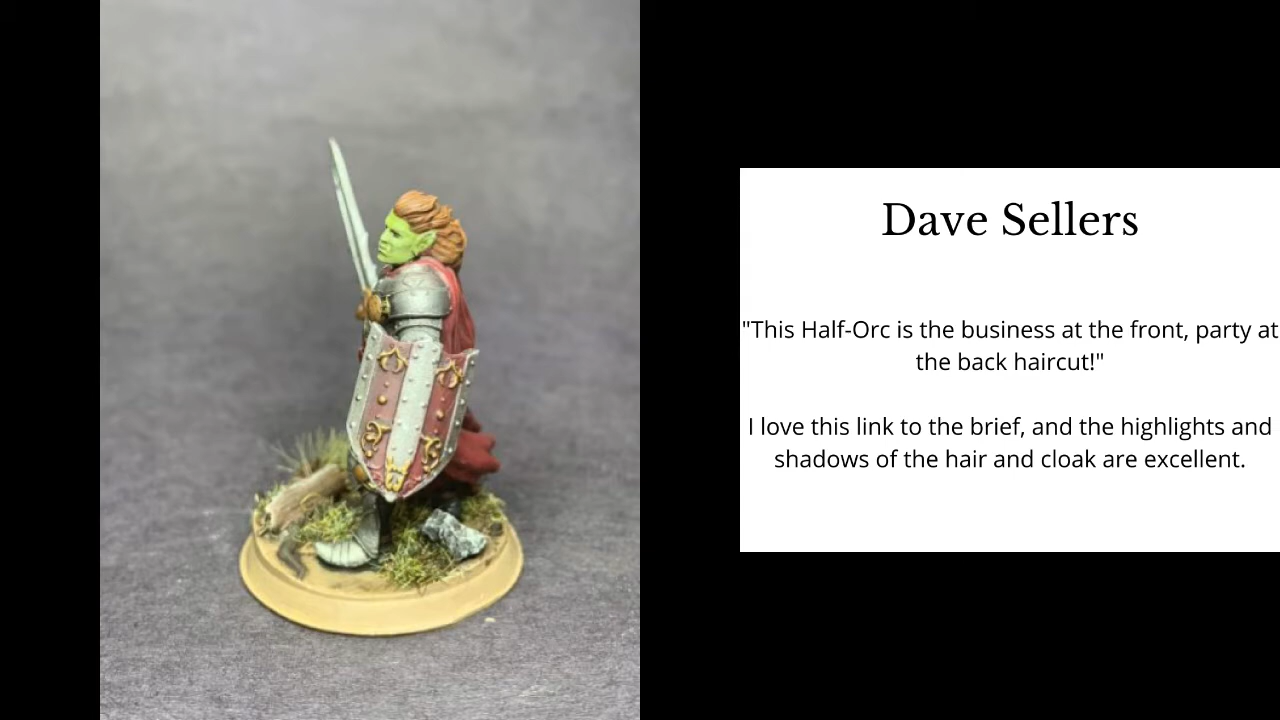 Dave Sellers
"This Half-Orc is the business at the front, party at
the back haircut!"
I love this link to the brief, and the highlights and
shadows of the hair and cloak are excellent.